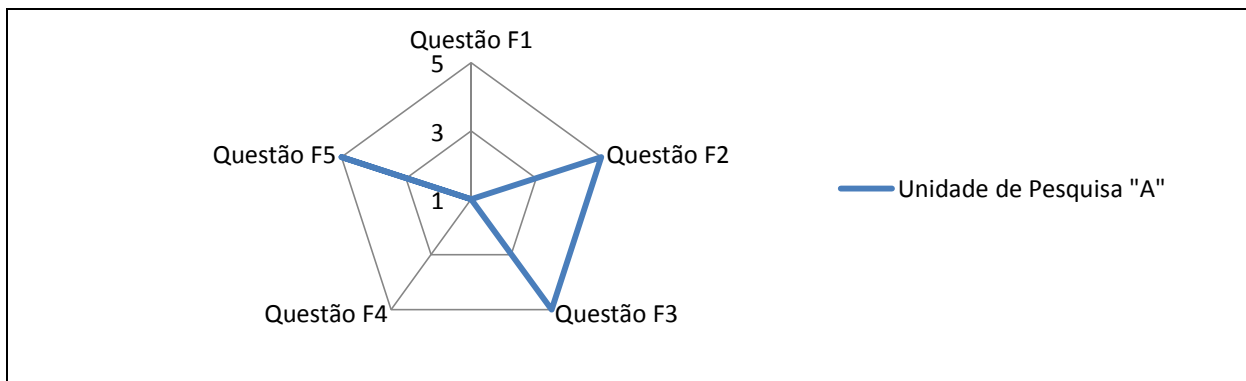 Questão F1
5
3
Questão F5
Questão F2
1
Unidade de Pesquisa "A"
Questão F4
Questão F3